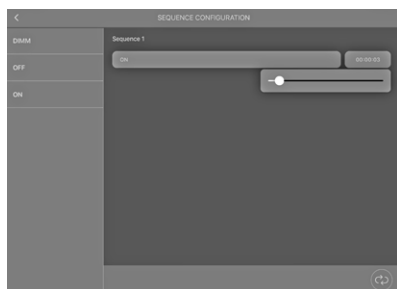 SEQUENCE CONFIGURATION
DIMM
OFF
ON
Sequence 1
ON
00:00:03